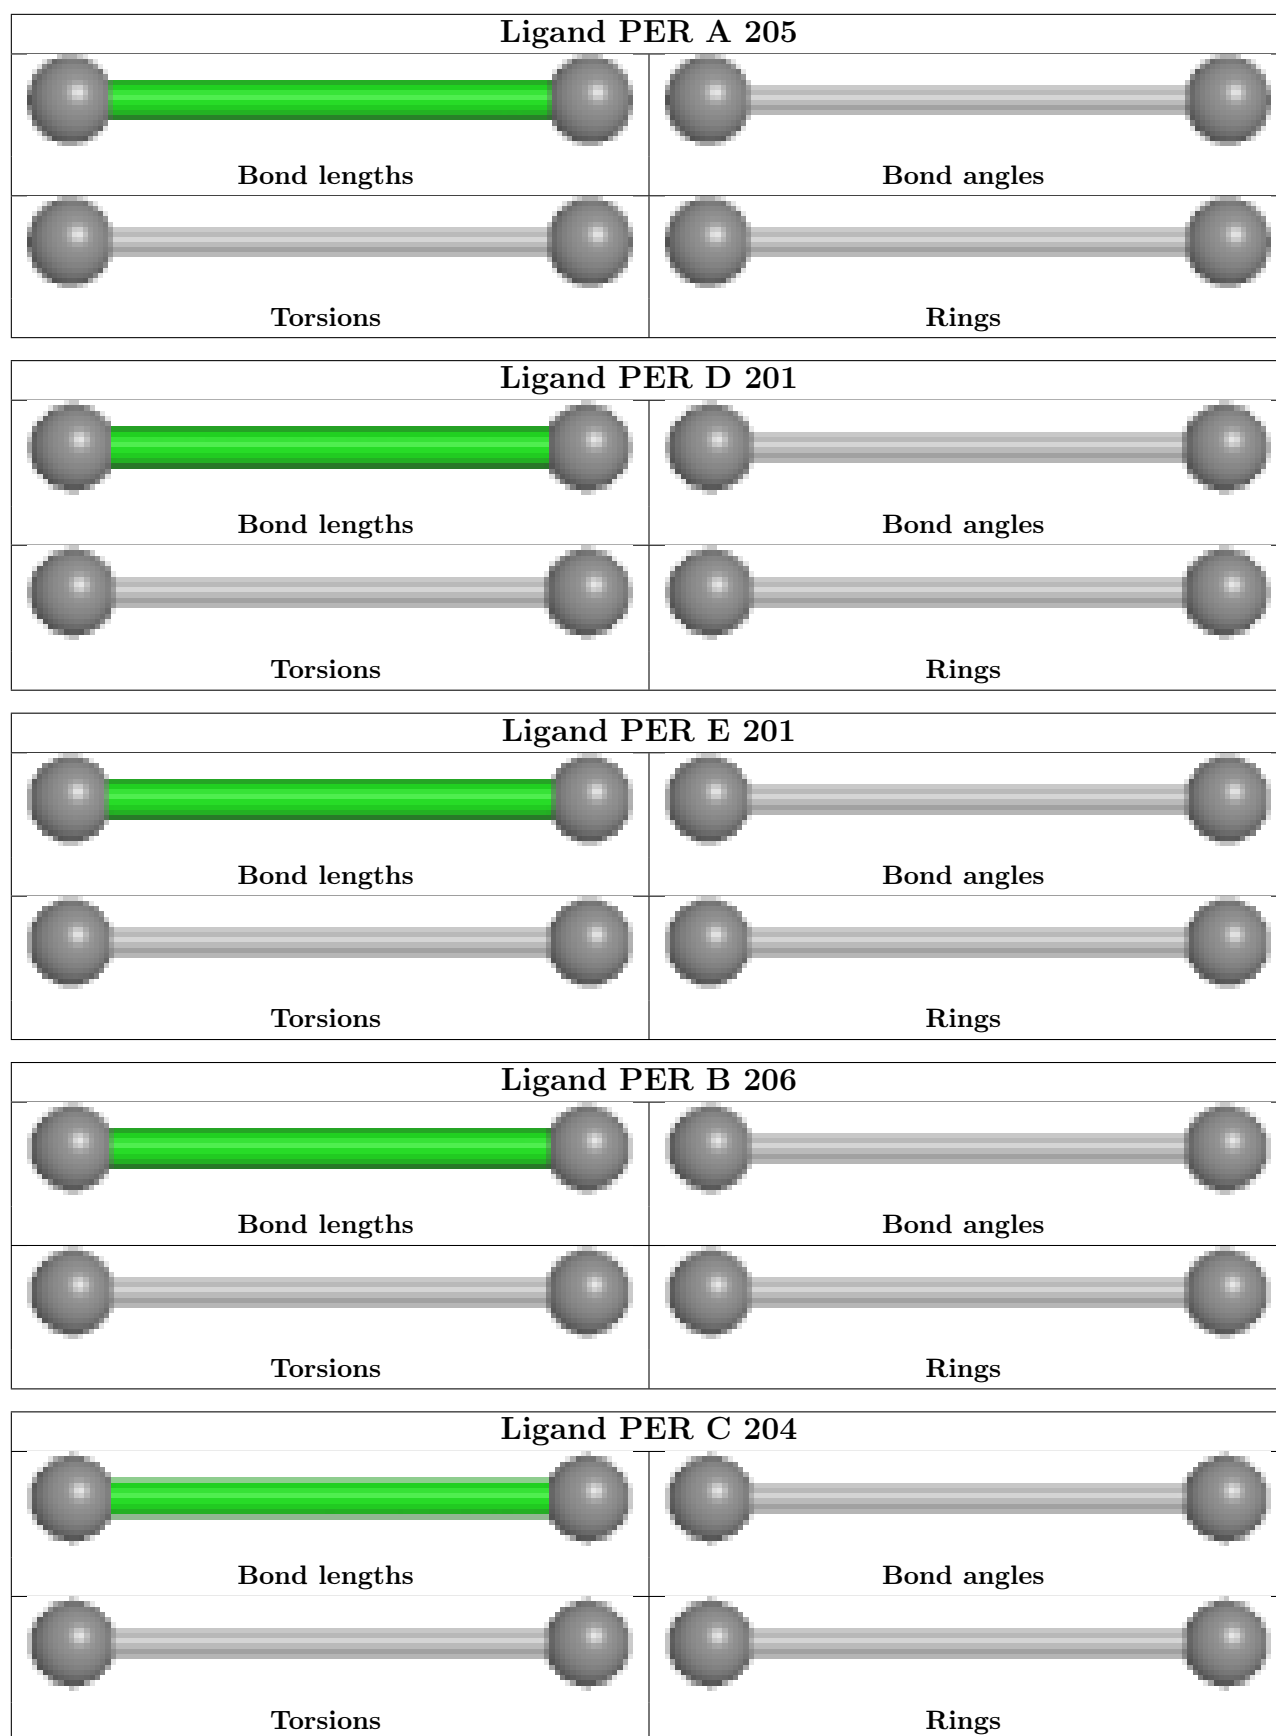 Ligand PER A 205
Bond lengths
Bond angles
Torsions
Rings
Ligand PER D 201
Bond lengths
Bond angles
Torsions
Rings
Ligand PER E 201
Bond lengths
Bond angles
Torsions
Rings
Ligand PER B 206
Bond lengths
Bond angles
Torsions
Rings
Ligand PER C 204
Bond lengths
Bond angles
Torsions
Rings